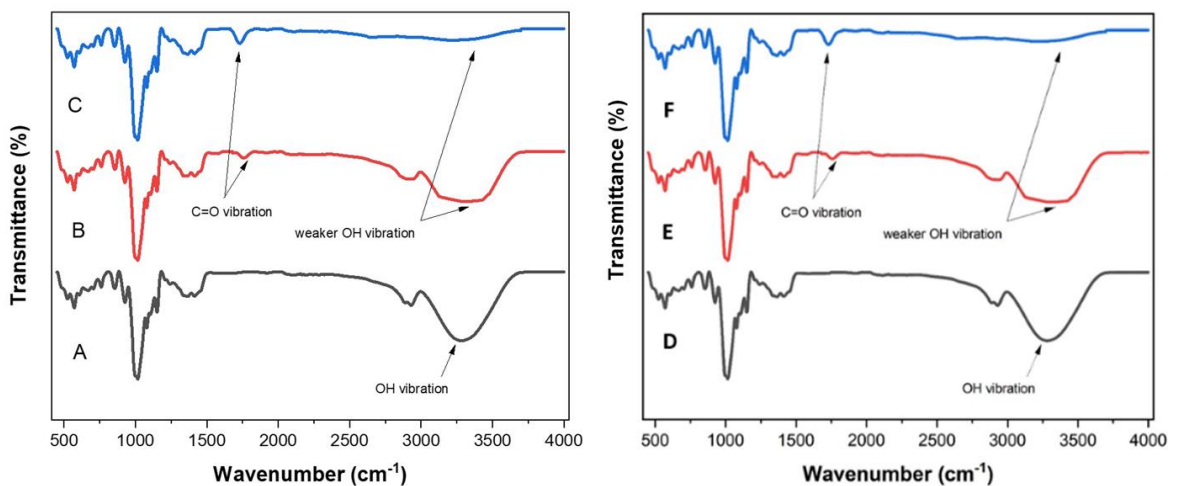 Transmittance (%)
C
C=O vibration
B
weaker OH vibration
A
OH vibration
500 1000 1500 2000 2500 3000 3500 4000
Wavenumber (cm⁻¹)
Transmittance (%)
F
C=O vibration
E
weaker OH vibration
D
OH vibration
500 1000 1500 2000 2500 3000 3500 4000
Wavenumber (cm⁻¹)